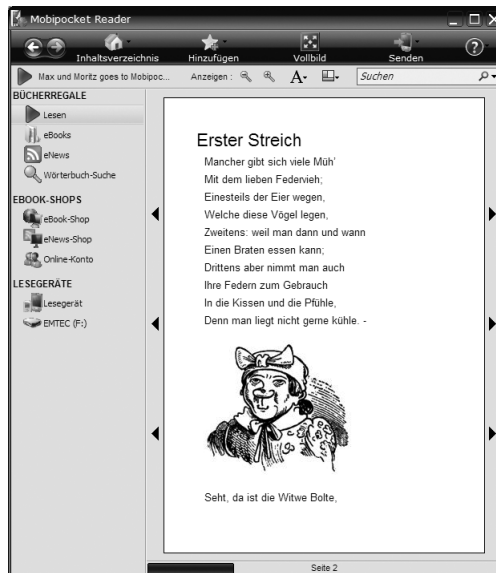 Mobipocket Reader
Inhaltsverzeichnis Hinzufügen Vollbild Senden
Max und Moritz goes to Mobipoc... Anzeigen : A Suchen
BÜCHERREGALE
Lesen
eBooks
eNews
Wörterbuch-Suche
EBOOK-SHOPS
eBook-Shop
eNews-Shop
Online-Konto
LESEGERÄTE
Lesegerät
EMTEC (F:)
Erster Streich
Mancher gibt sich viele Müh'
Mit dem lieben Federvieh;
Einesteils der Eier wegen,
Welche diese Vögel legen,
Zweitens: weil man dann und wann
Einen Braten essen kann;
Drittens aber nimmt man auch
Ihre Federn zum Gebrauch
In die Kissen und die Pfühle,
Denn man liegt nicht gerne kühle. -
Seht, da ist die Witwe Bolte,
Seite 2